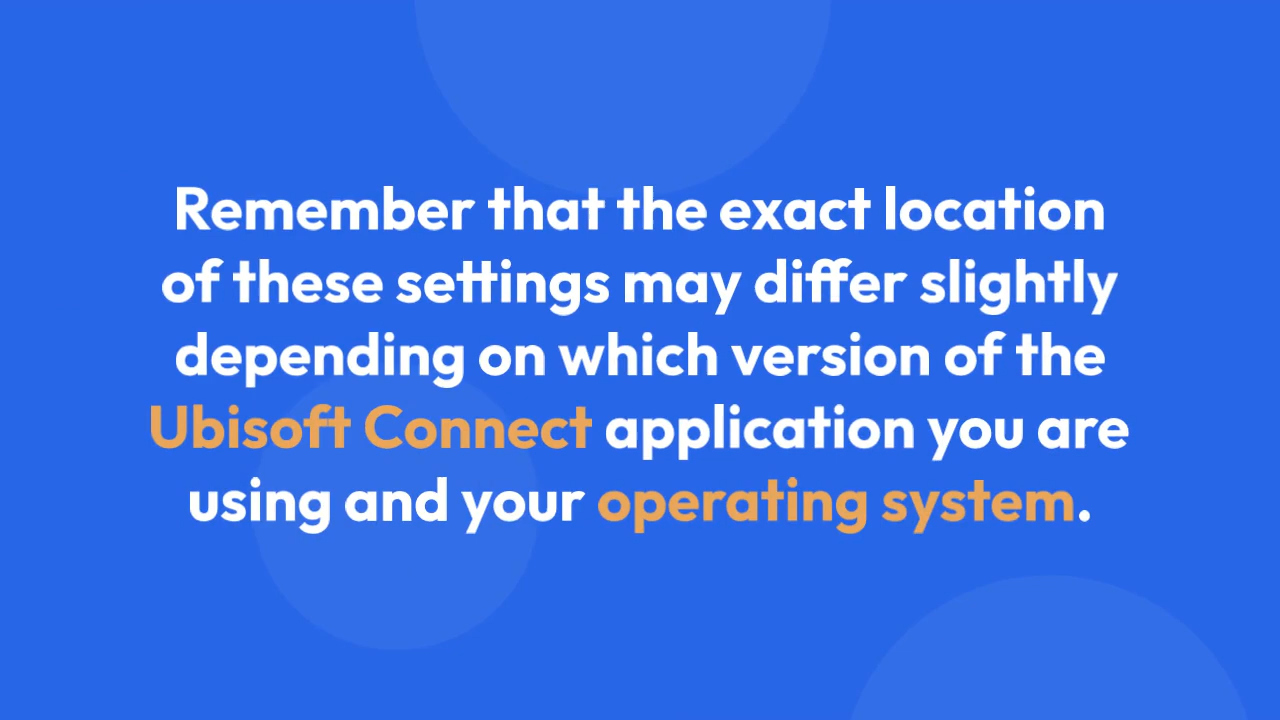 Remember that the exact location
of these settings may differ slightly
depending on which version of the
Ubisoft Connect application you are
using and your operating system.